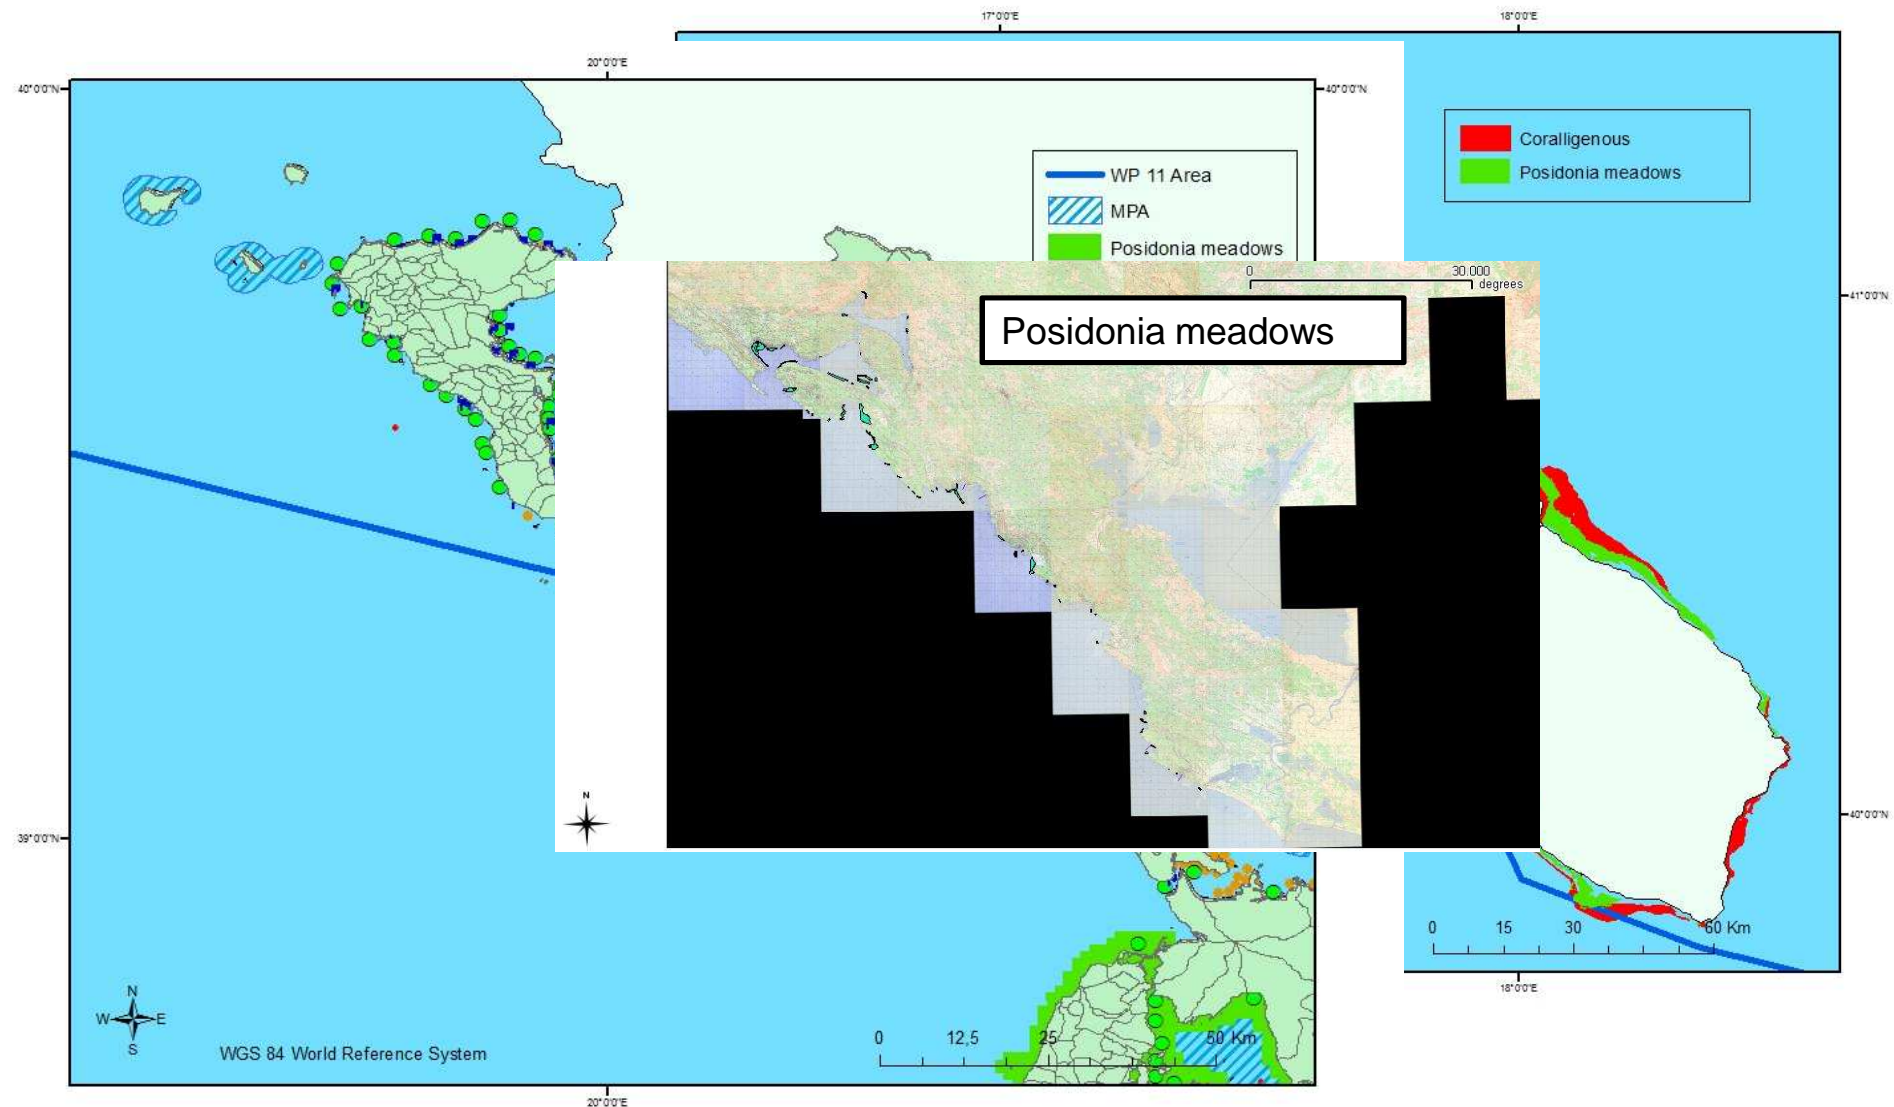 17°0'0"E
18°0'0"E
20°0'0"E
40°0'0"N
40°0'0"N
Coralligenous
Posidonia meadows
WP 11 Area
MPA
Posidonia meadows
0
30.000
degrees
41°0'0"N
Posidonia meadows
N
39°0'0"N
40°0'0"N
0
15
30
60 Km
18°0'0"E
N
W
E
S
WGS 84 World Reference System
0
12,5
25
50 Km
20°0'0"E